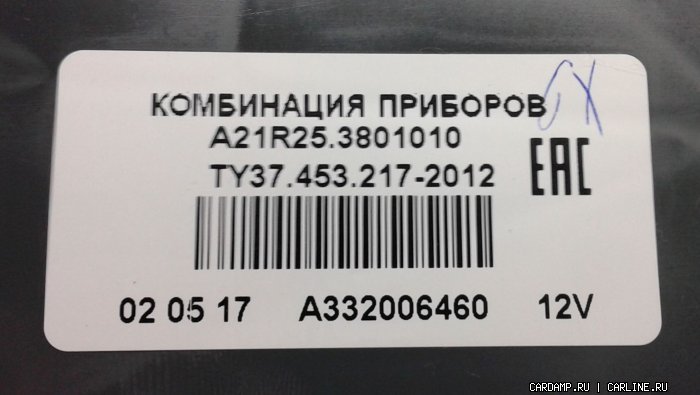 КОМБИНАЦИЯ ПРИБОРОВ
A21R25.3801010
ТУ37.453.217-2012
ЕАС
02 05 17 A332006460 12V
CARDAMP.RU | CARLINE.RU